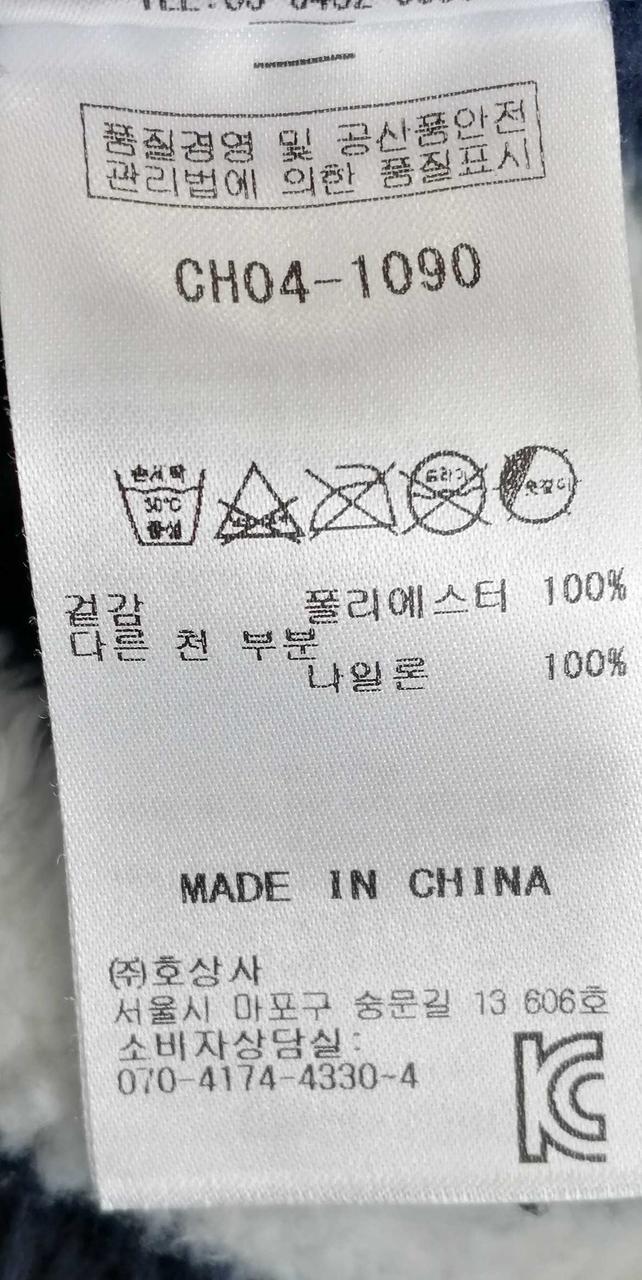 품질경영 및 공산품안전
관리법에 의한 품질표시
CH04-1090
손세탁
30℃
중성
드라이
옷걸이
겉감 폴리에스터 100%
다른 천 부분
나일론 100%
MADE IN CHINA
㈜호상사
서울시 마포구 숭문길 13 606호
소비자상담실:
070-4174-4330~4
KC